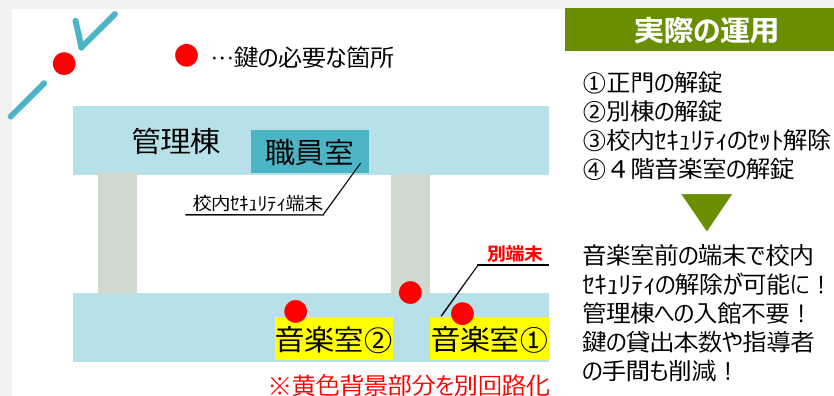 …鍵の必要な箇所
管理棟
職員室
校内ｾｷｭﾘﾃｨ端末
別端末
音楽室②
音楽室①
※黄色背景部分を別回路化
実際の運用
①正門の解錠
②別棟の解錠
③校内ｾｷｭﾘﾃｨのｾｯﾄ解除
④４階音楽室の解錠
音楽室前の端末で校内
ｾｷｭﾘﾃｨの解除が可能に！
管理棟への入館不要！
鍵の貸出本数や指導者
の手間も削減！